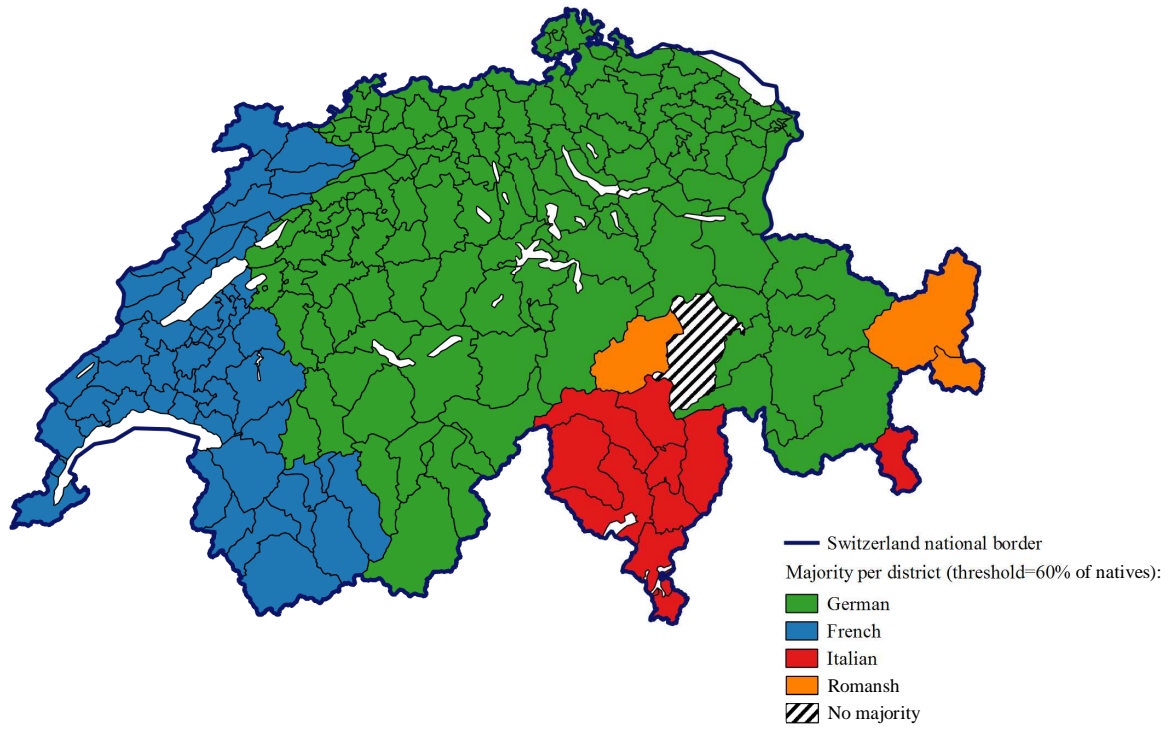 Switzerland national border
Majority per district (threshold=60% of natives):
German
French
Italian
Romansh
No majority